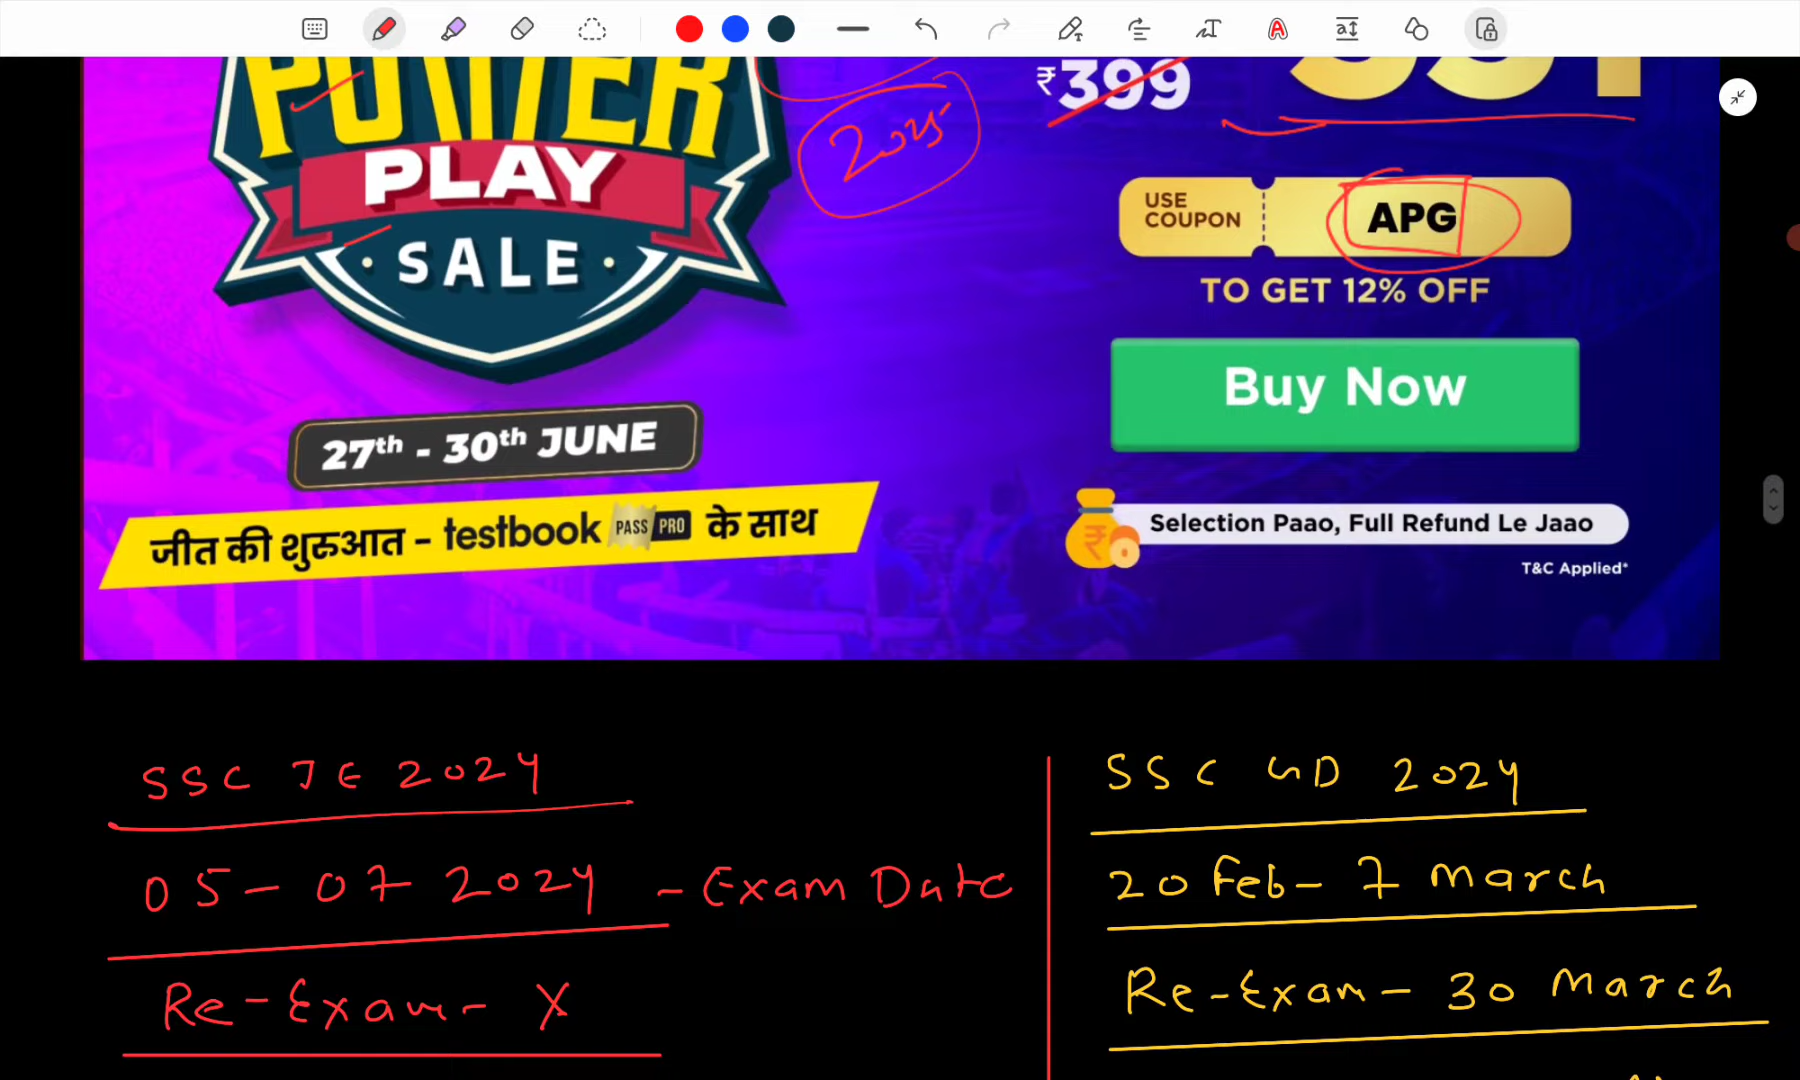 POWER
PLAY
SALE
2025
₹399
351
USE COUPON APG
TO GET 12% OFF
Buy Now
27th - 30th JUNE
जीत की शुरुआत - testbook PASS PRO के साथ
Selection Paao, Full Refund Le Jaao
T&C Applied*
SSC JE 2024
05-07 2024 - Exam Date
Re-Exam- X
SSC GD 2024
20 Feb- 7 March
Re-Exam- 30 March